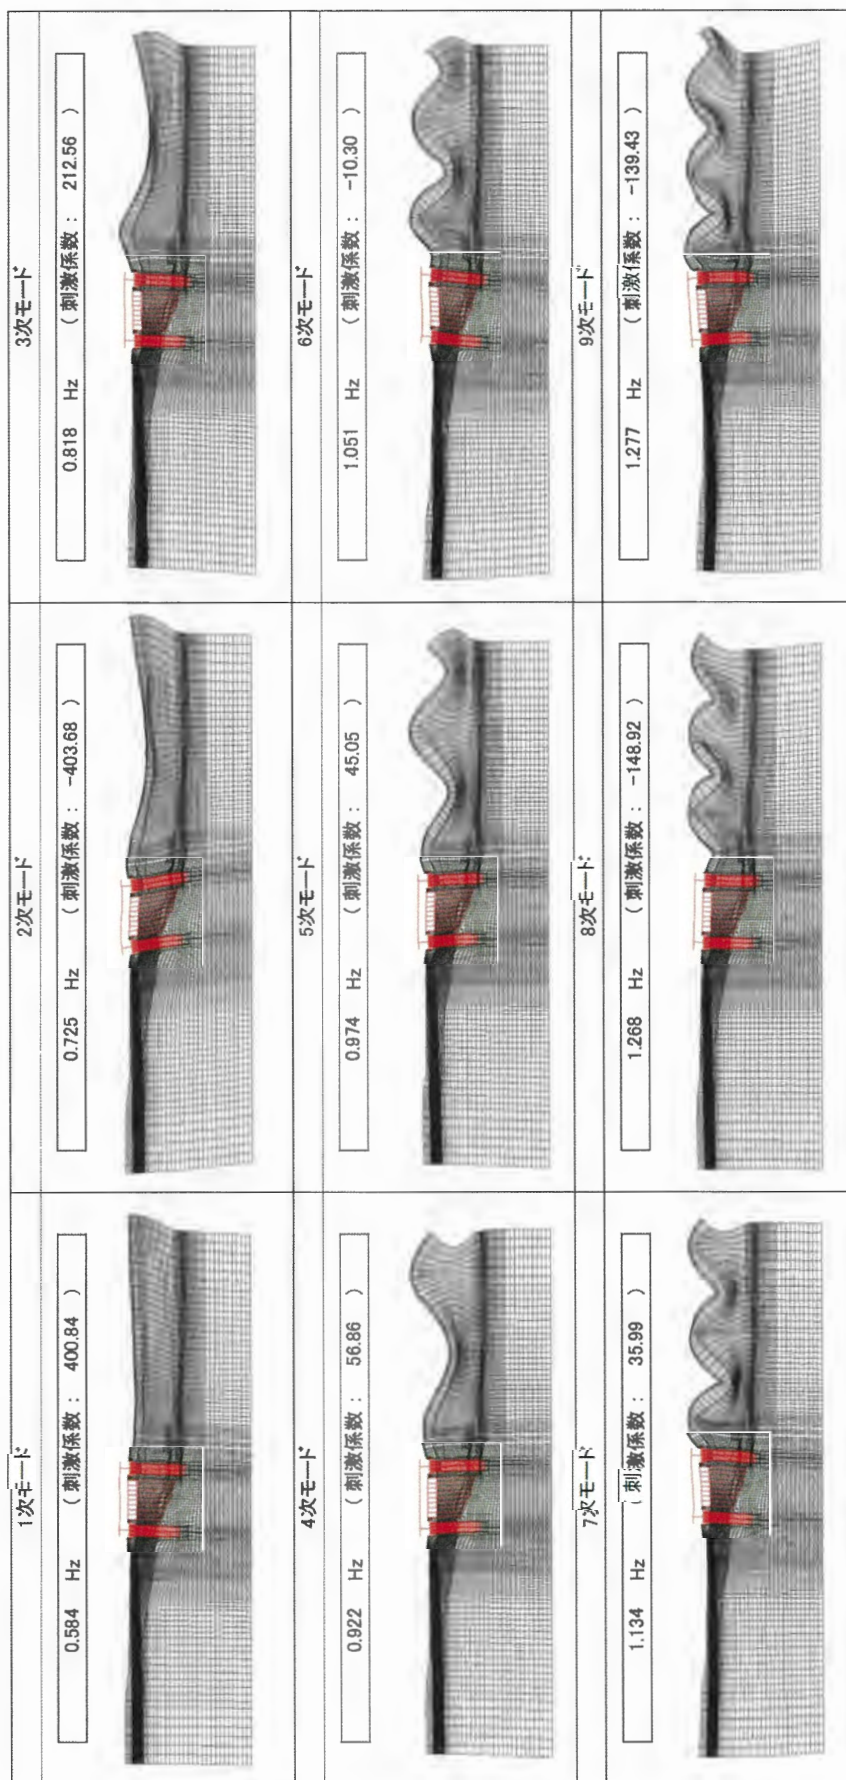 1次モード
0.584 Hz (刺激係数: 400.84 )
2次モード
0.725 Hz (刺激係数: -403.68 )
3次モード
0.818 Hz (刺激係数: 212.56 )
4次モード
0.922 Hz (刺激係数: 56.86 )
5次モード
0.974 Hz (刺激係数: 45.05 )
6次モード
1.051 Hz (刺激係数: -10.30 )
7次モード
1.134 Hz (刺激係数: 35.99 )
8次モード
1.268 Hz (刺激係数: -148.92 )
9次モード
1.277 Hz (刺激係数: -139.43 )